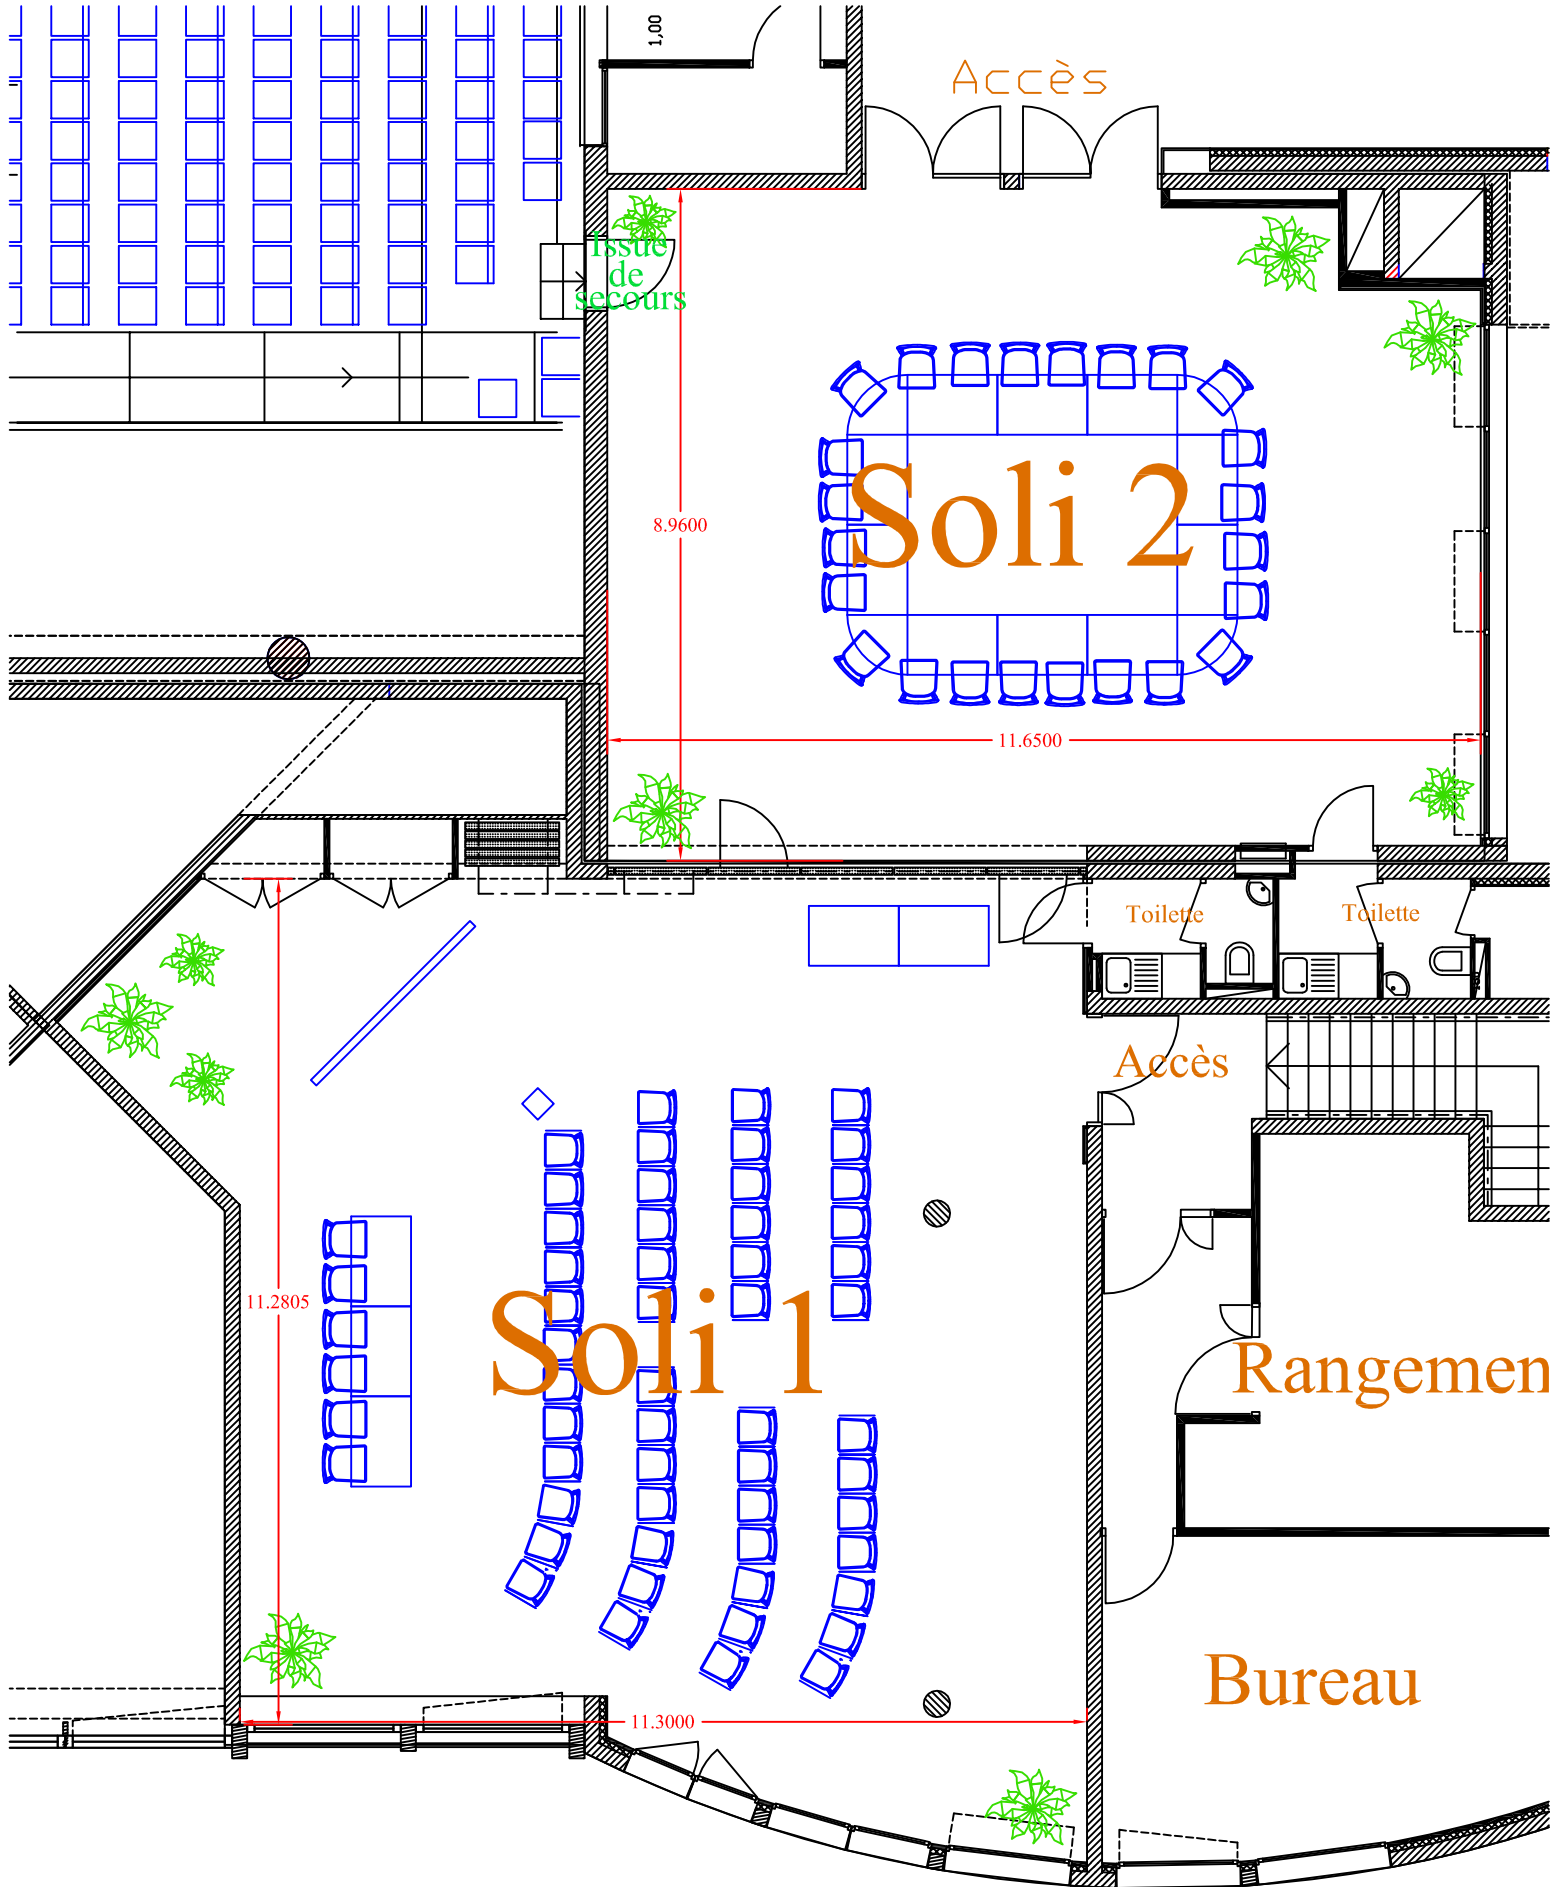 1,00
Accès
Issue
de
secours
Soli 2
8.9600
11.6500
Toilette
Toilette
Accès
11.2805
Soli 1
Rangemen
Bureau
11.3000